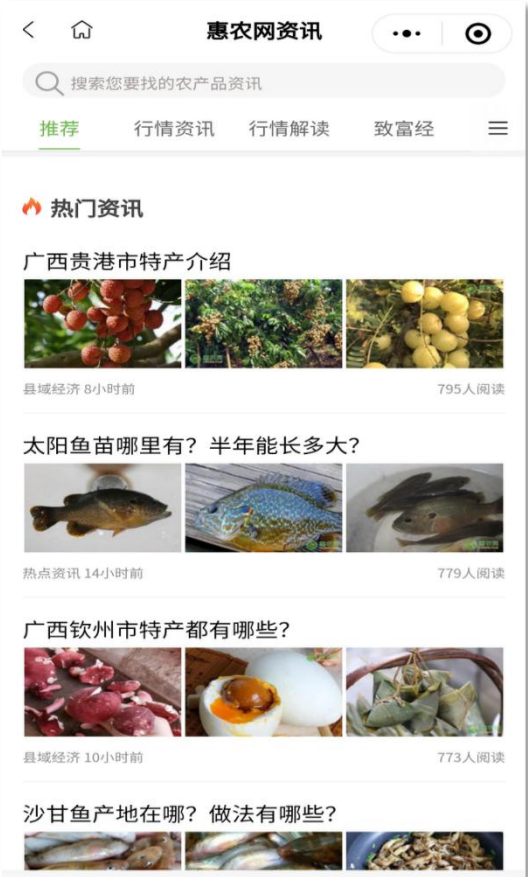 惠农网资讯
搜索您要找的农产品资讯
推荐 行情资讯 行情解读 致富经
热门资讯
广西贵港市特产介绍
县域经济 8小时前 795人阅读
太阳鱼苗哪里有？半年能长多大？
热点资讯 14小时前 779人阅读
广西钦州市特产都有哪些？
县域经济 10小时前 773人阅读
沙甘鱼产地在哪？做法有哪些？